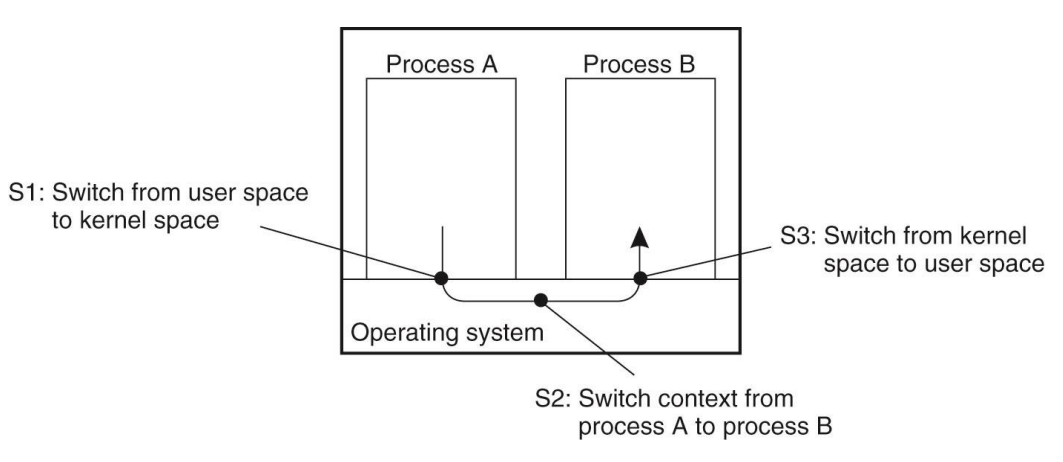 Process A
Process B
S1: Switch from user space
to kernel space
S3: Switch from kernel
space to user space
Operating system
S2: Switch context from
process A to process B